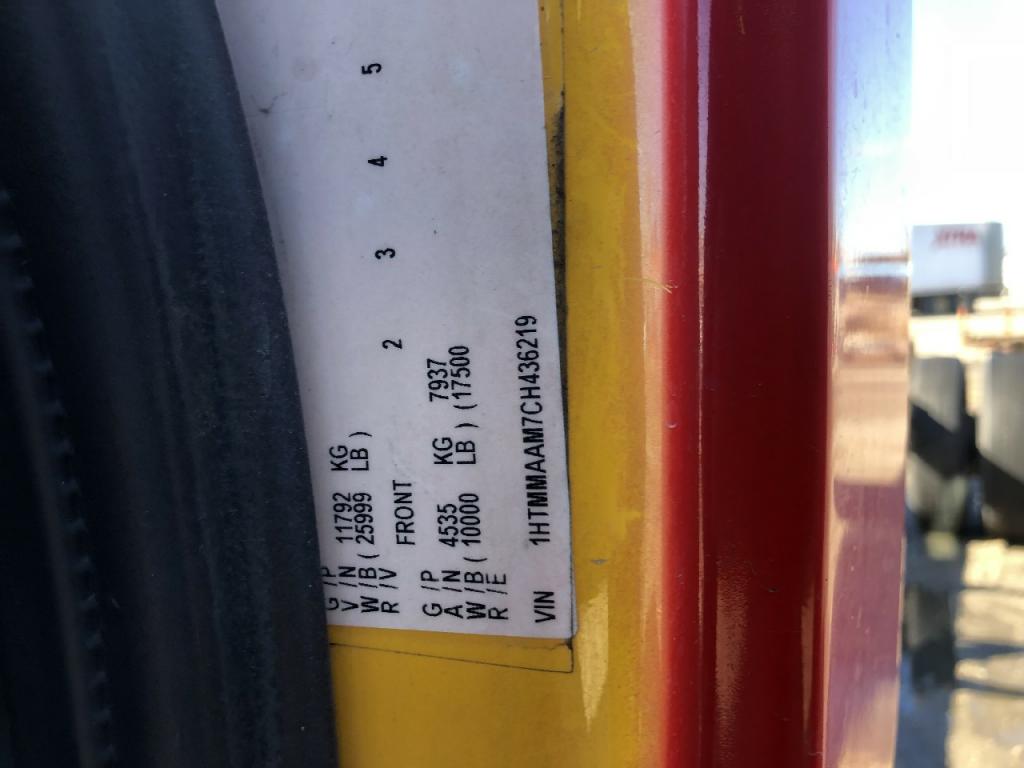 G /P
V /N 11792 KG
W /B ( 25999 LB )
R /V FRONT 2 3 4 5
G /P
A /N 4535 KG 7937
W /B ( 10000 LB ) (17500
R /E
VIN 1HTMMAAM7CH436219